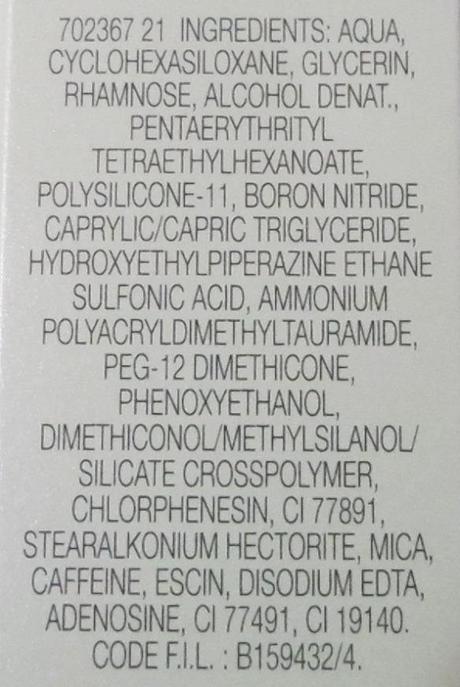 702367 21 INGREDIENTS: AQUA,
CYCLOHEXASILOXANE, GLYCERIN,
RHAMNOSE, ALCOHOL DENAT.,
PENTAERYTHRITYL
TETRAETHYLHEXANOATE,
POLYSILICONE-11, BORON NITRIDE,
CAPRYLIC/CAPRIC TRIGLYCERIDE,
HYDROXYETHYLPIPERAZINE ETHANE
SULFONIC ACID, AMMONIUM
POLYACRYLDIMETHYLTAURAMIDE,
PEG-12 DIMETHICONE,
PHENOXYETHANOL,
DIMETHICONOL/METHYLSILANOL/
SILICATE CROSSPOLYMER,
CHLORPHENESIN, CI 77891,
STEARALKONIUM HECTORITE, MICA,
CAFFEINE, ESCIN, DISODIUM EDTA,
ADENOSINE, CI 77491, CI 19140.
CODE F.I.L. : B159432/4.